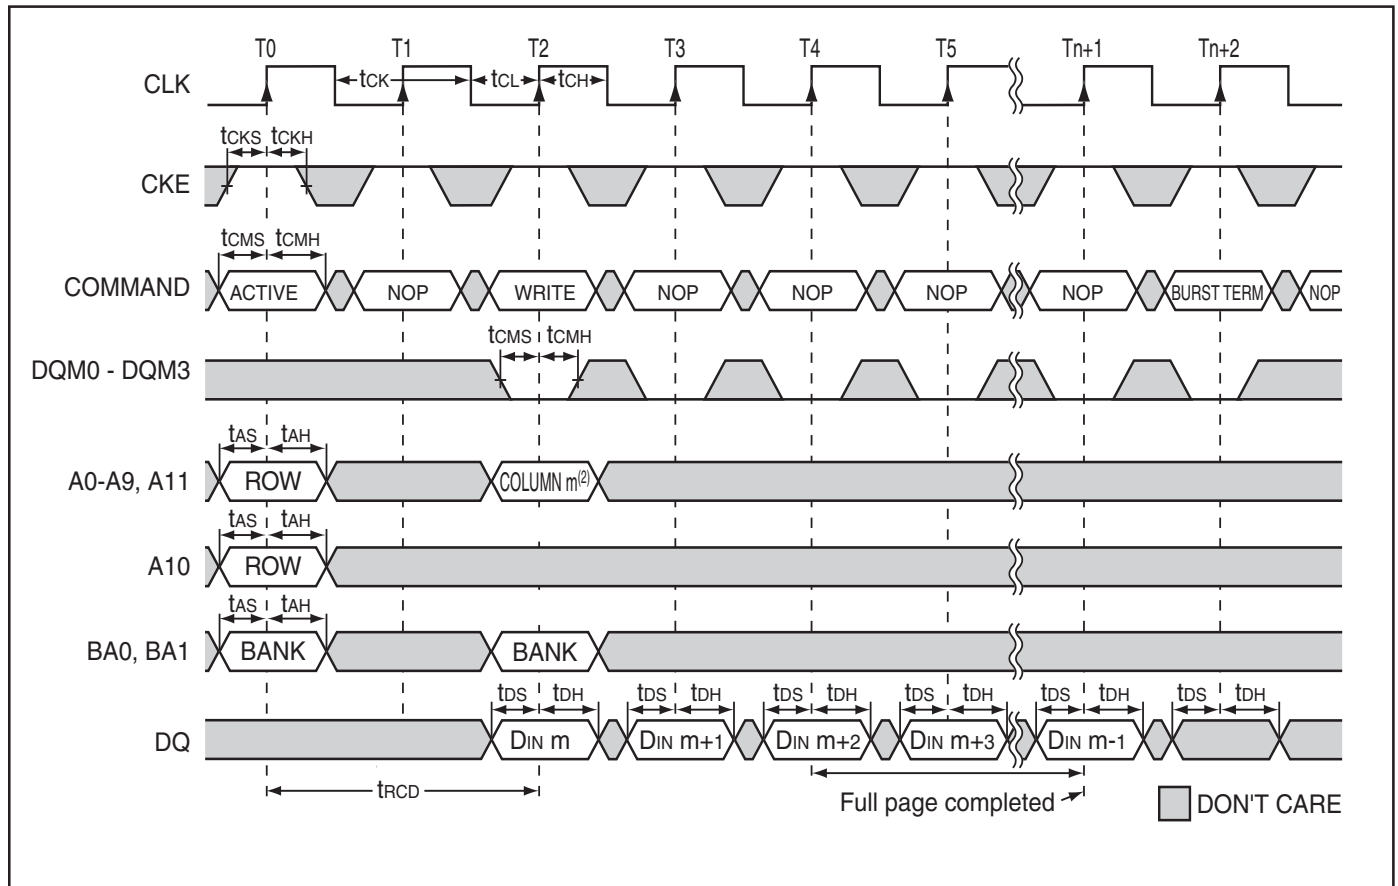 T0 T1 T2 T3 T4 T5 Tn+1 Tn+2
CLK tCK tCL tCH
tCKS tCKH
CKE
tCMS tCMH
COMMAND ACTIVE NOP WRITE NOP NOP NOP NOP BURST TERM NOP
tCMS tCMH
DQM0 - DQM3
tAS tAH
A0-A9, A11 ROW COLUMN m(2)
tAS tAH
A10 ROW
tAS tAH
BA0, BA1 BANK BANK
tDS tDH tDS tDH tDS tDH tDS tDH tDS tDH tDS tDH
DQ DIN m DIN m+1 DIN m+2 DIN m+3 DIN m-1
tRCD
Full page completed
DON'T CARE